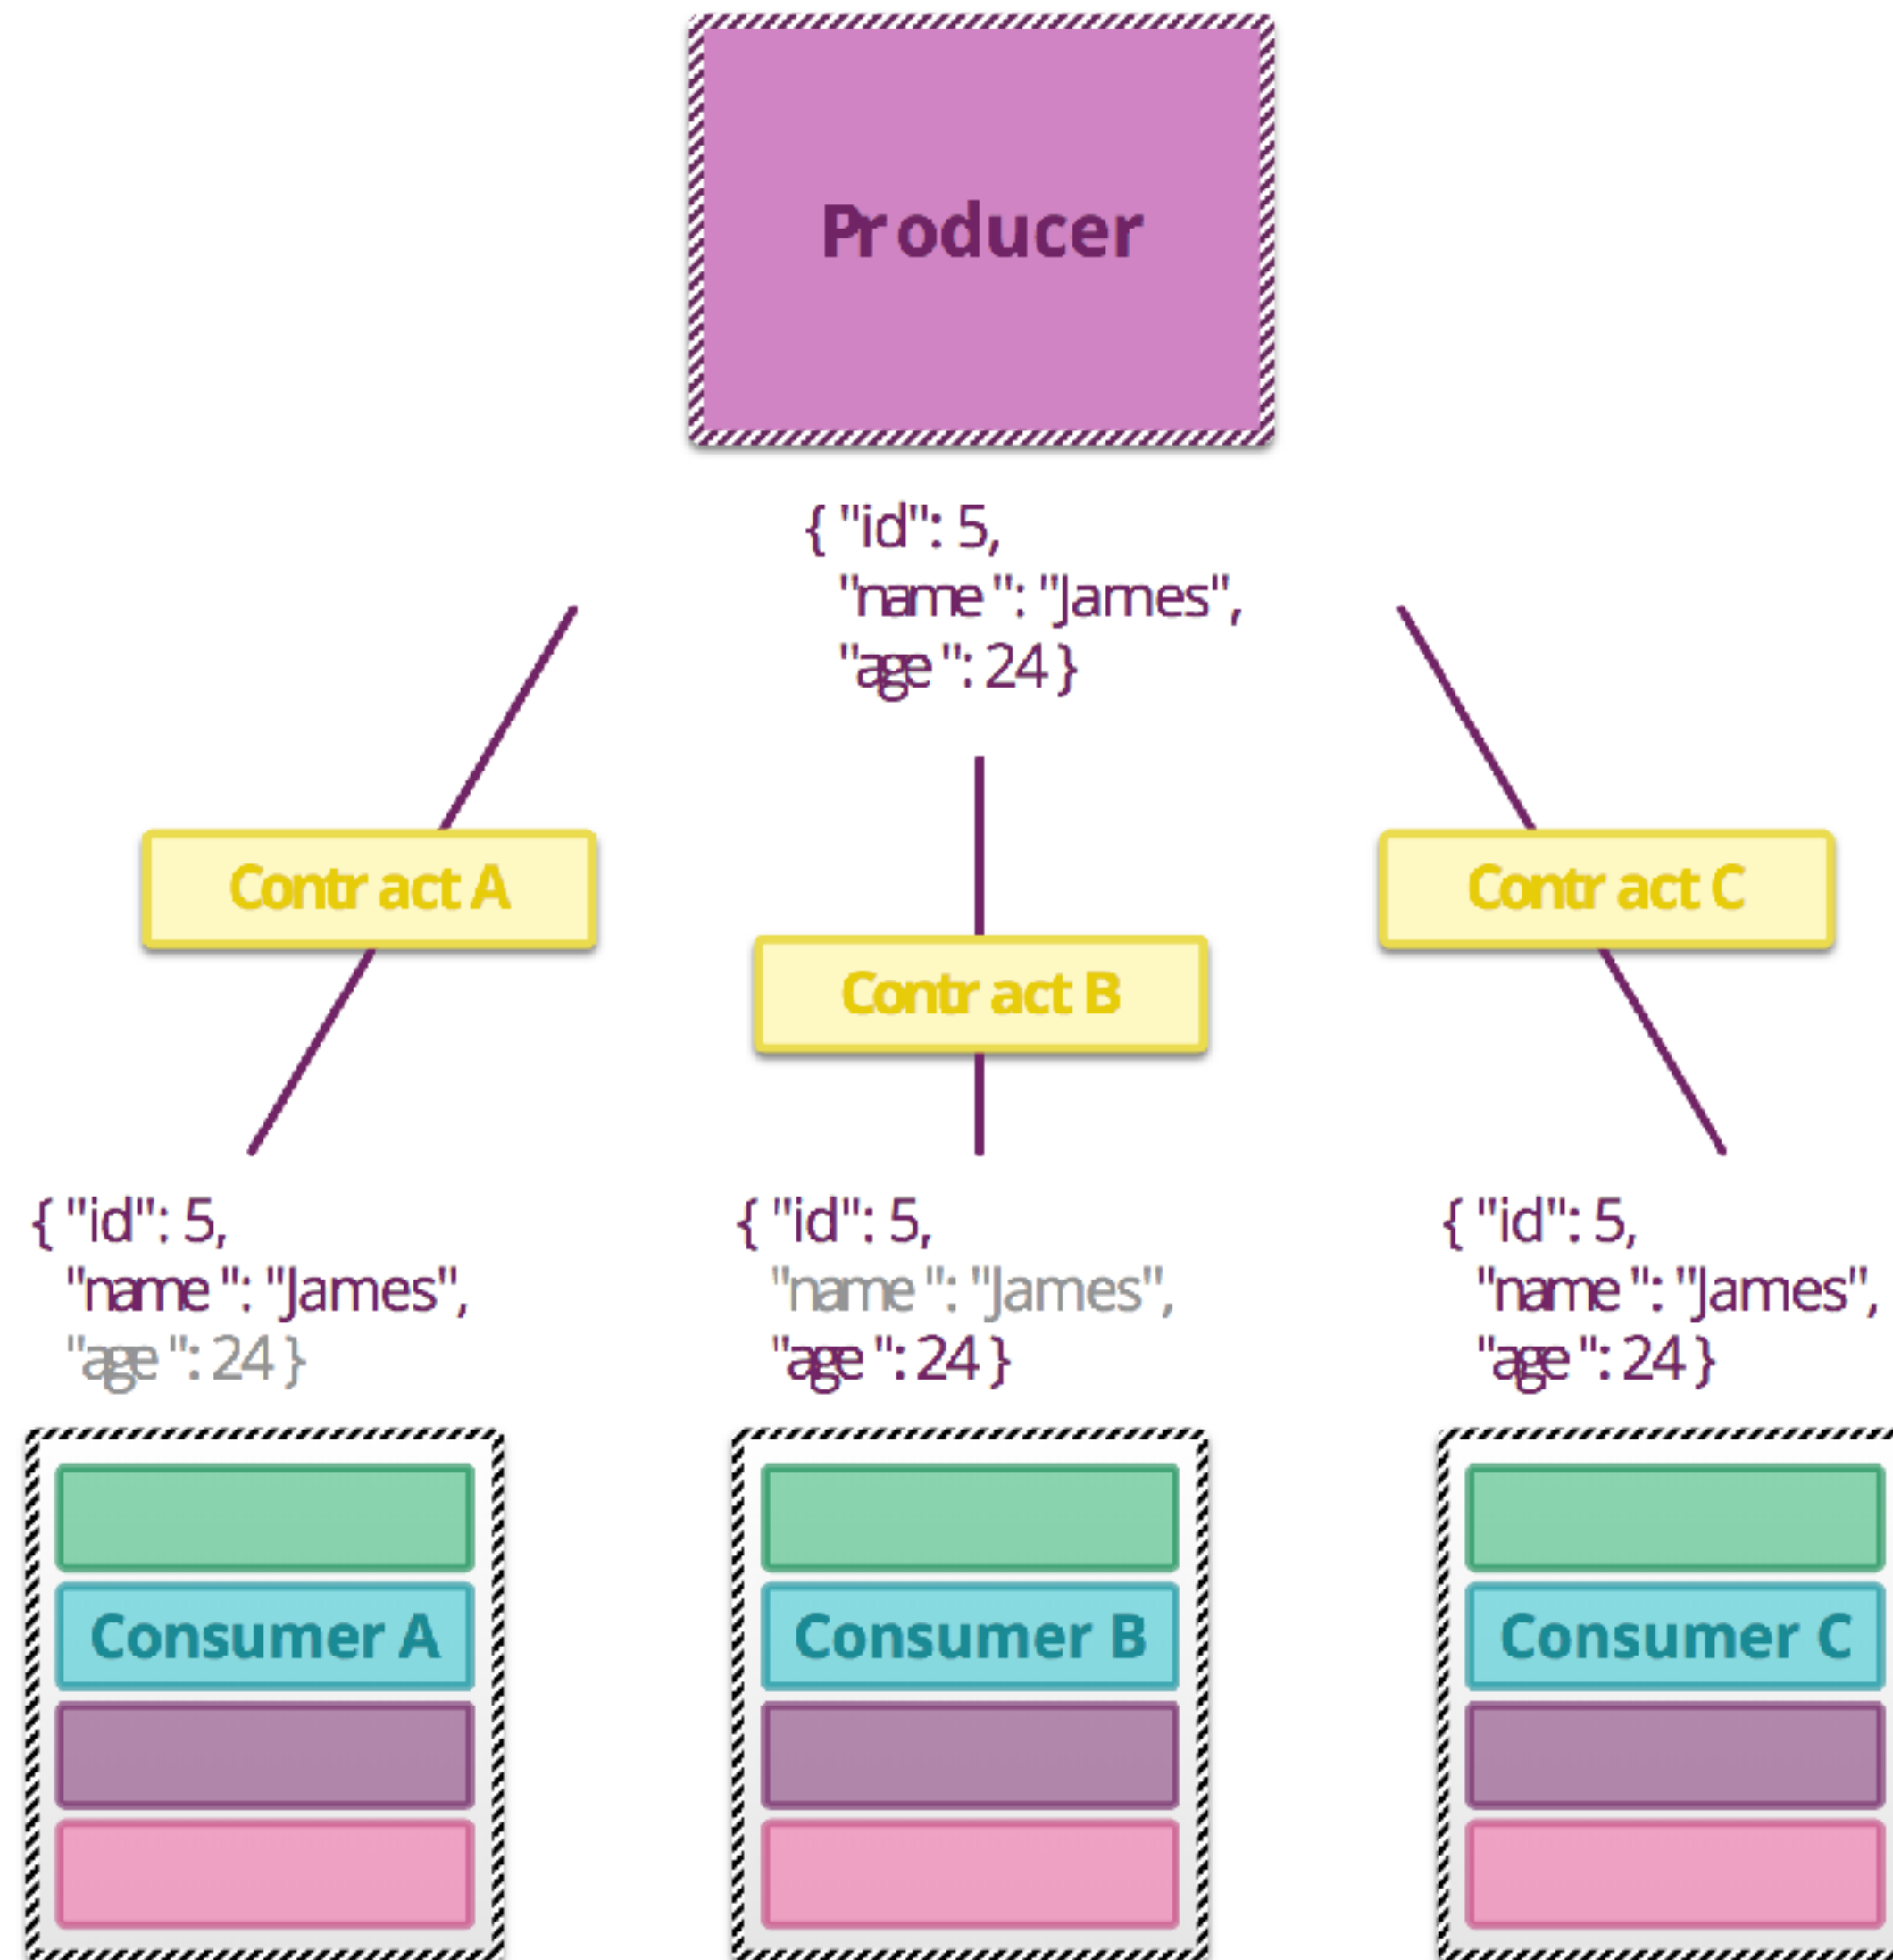 Producer
{ "id": 5,
"name": "James",
"age": 24 }
Contract A
Contract C
Contract B
{ "id": 5,
"name": "James",
"age": 24 }
{ "id": 5,
"name": "James",
"age": 24 }
{ "id": 5,
"name": "James",
"age": 24 }
Consumer A
Consumer B
Consumer C